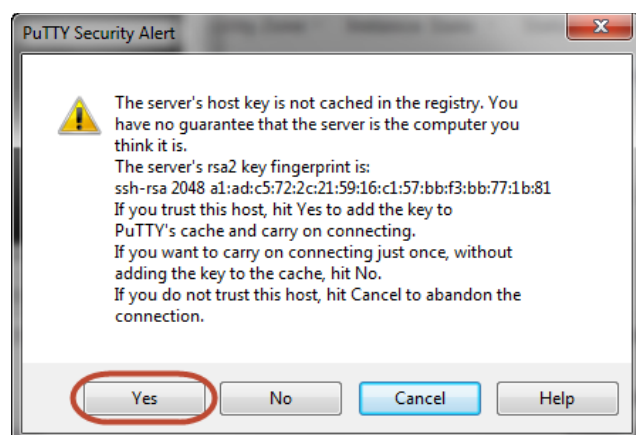 PuTTY Security Alert
The server's host key is not cached in the registry. You
have no guarantee that the server is the computer you
think it is.
The server's rsa2 key fingerprint is:
ssh-rsa 2048 a1:ad:c5:72:2c:21:59:16:c1:57:bb:f3:bb:77:1b:81
If you trust this host, hit Yes to add the key to
PuTTY's cache and carry on connecting.
If you want to carry on connecting just once, without
adding the key to the cache, hit No.
If you do not trust this host, hit Cancel to abandon the
connection.
Yes No Cancel Help